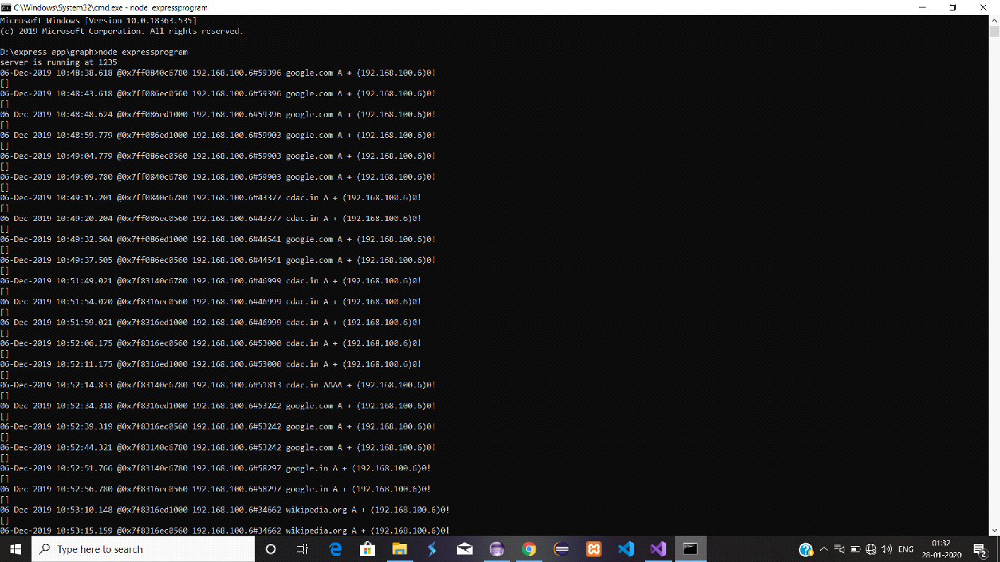 C:\Windows\System32\cmd.exe - node expressprogram
Microsoft Windows [Version 10.0.18363.535]
(c) 2019 Microsoft Corporation. All rights reserved.
D:\express app\graph>node expressprogram
server is running at 1235
06-Dec-2019 10:48:38.618 @0x7ff0840c6780 192.168.100.6#59396 google.com A + (192.168.100.6)0!
[]
06-Dec-2019 10:48:43.618 @0x7ff086ec0560 192.168.100.6#59396 google.com A + (192.168.100.6)0!
[]
06-Dec-2019 10:48:48.624 @0x7ff086ed1000 192.168.100.6#59396 google.com A + (192.168.100.6)0!
[]
06-Dec-2019 10:48:59.779 @0x7ff086ed1000 192.168.100.6#59903 google.com A + (192.168.100.6)0!
[]
06-Dec-2019 10:49:04.779 @0x7ff086ec0560 192.168.100.6#59903 google.com A + (192.168.100.6)0!
[]
06-Dec-2019 10:49:09.780 @0x7ff0840c6780 192.168.100.6#59903 google.com A + (192.168.100.6)0!
[]
06-Dec-2019 10:49:15.201 @0x7ff0840c6780 192.168.100.6#43377 cdac.in A + (192.168.100.6)0!
[]
06-Dec-2019 10:49:20.204 @0x7ff086ec0560 192.168.100.6#43377 cdac.in A + (192.168.100.6)0!
[]
06-Dec-2019 10:49:32.504 @0x7ff086ed1000 192.168.100.6#44541 google.com A + (192.168.100.6)0!
[]
06-Dec-2019 10:49:37.505 @0x7ff086ec0560 192.168.100.6#44541 google.com A + (192.168.100.6)0!
[]
06-Dec-2019 10:51:49.021 @0x7f83140c6780 192.168.100.6#46999 cdac.in A + (192.168.100.6)0!
[]
06-Dec-2019 10:51:54.020 @0x7f8316ec0560 192.168.100.6#46999 cdac.in A + (192.168.100.6)0!
[]
06-Dec-2019 10:51:59.021 @0x7f8316ed1000 192.168.100.6#46999 cdac.in A + (192.168.100.6)0!
[]
06-Dec-2019 10:52:06.175 @0x7f8316ec0560 192.168.100.6#53000 cdac.in A + (192.168.100.6)0!
[]
06-Dec-2019 10:52:11.175 @0x7f8316ed1000 192.168.100.6#53000 cdac.in A + (192.168.100.6)0!
[]
06-Dec-2019 10:52:14.833 @0x7f83140c6780 192.168.100.6#51813 cdac.in AAAA + (192.168.100.6)0!
[]
06-Dec-2019 10:52:34.318 @0x7f8316ed1000 192.168.100.6#53242 google.com A + (192.168.100.6)0!
[]
06-Dec-2019 10:52:39.319 @0x7f8316ec0560 192.168.100.6#53242 google.com A + (192.168.100.6)0!
[]
06-Dec-2019 10:52:44.321 @0x7f83140c6780 192.168.100.6#53242 google.com A + (192.168.100.6)0!
[]
06-Dec-2019 10:52:51.766 @0x7f83140c6780 192.168.100.6#58297 google.in A + (192.168.100.6)0!
[]
06-Dec-2019 10:52:56.780 @0x7f8316ec0560 192.168.100.6#58297 google.in A + (192.168.100.6)0!
[]
06-Dec-2019 10:53:10.148 @0x7f8316ed1000 192.168.100.6#34662 wikipedia.org A + (192.168.100.6)0!
[]
06-Dec-2019 10:53:15.159 @0x7f8316ec0560 192.168.100.6#34662 wikipedia.org A + (192.168.100.6)0!
Type here to search
ENG
01:32
28-01-2020
2